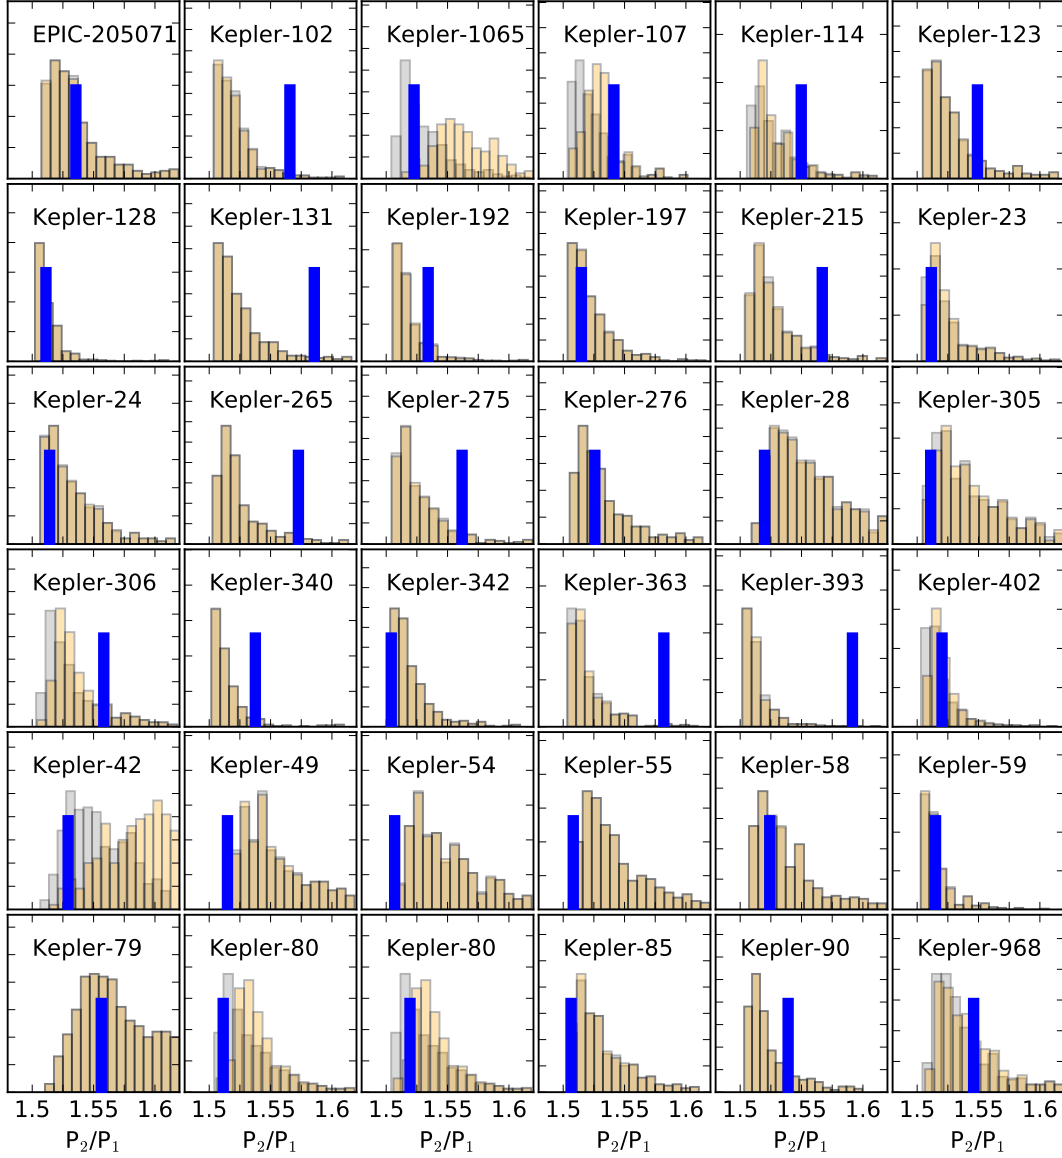 EPIC-205071 Kepler-102 Kepler-1065 Kepler-107 Kepler-114 Kepler-123
Kepler-128 Kepler-131 Kepler-192 Kepler-197 Kepler-215 Kepler-23
Kepler-24 Kepler-265 Kepler-275 Kepler-276 Kepler-28 Kepler-305
Kepler-306 Kepler-340 Kepler-342 Kepler-363 Kepler-393 Kepler-402
Kepler-42 Kepler-49 Kepler-54 Kepler-55 Kepler-58 Kepler-59
Kepler-79 Kepler-80 Kepler-80 Kepler-85 Kepler-90 Kepler-968
1.5 1.55 1.6 1.5 1.55 1.6 1.5 1.55 1.6 1.5 1.55 1.6 1.5 1.55 1.6 1.5 1.55 1.6
P₂/P₁ P₂/P₁ P₂/P₁ P₂/P₁ P₂/P₁ P₂/P₁